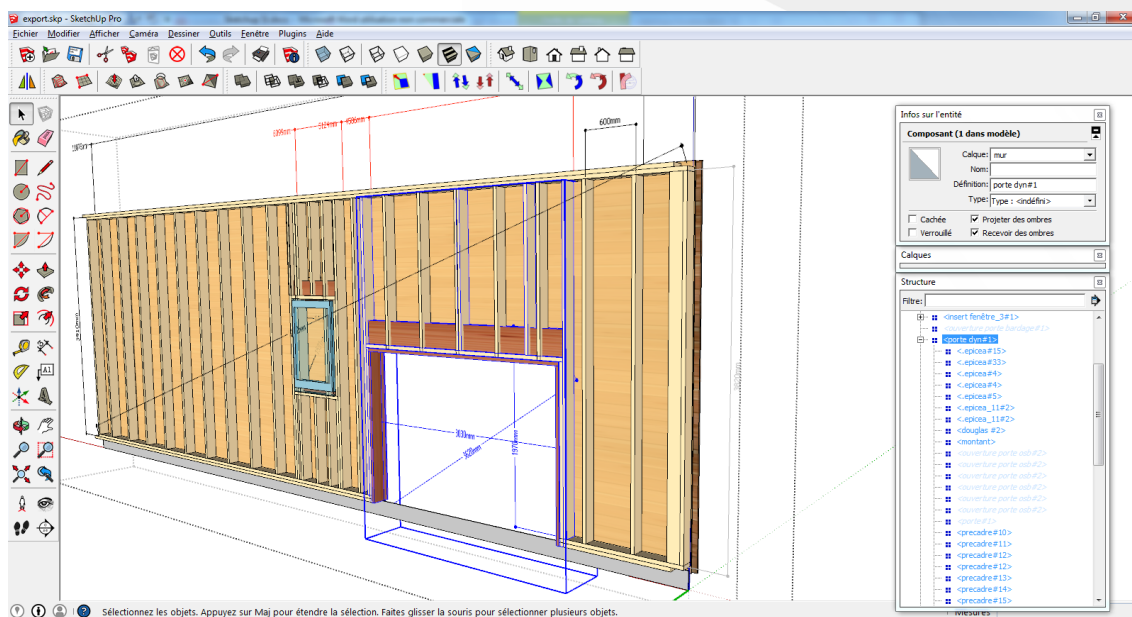 export.skp - SketchUp Pro
Fichier Modifier Afficher Caméra Dessiner Outils Fenêtre Plugins Aide
600mm
3600mm
Infos sur l'entité
Composant (1 dans modèle)
Calque: mur
Nom:
Définition: porte dyn#1
Type: Type : <indéfini>
Cachée Projeter des ombres
Verrouillé Recevoir des ombres
Calques
Structure
Filtre:
<insert fenêtre_3#1>
<ouverture porte bardage#1>
<porte dyn#1>
<.epicea#15>
<.epicea#33>
<.epicea#4>
<.epicea#4>
<.epicea#5>
<.epicea_11#2>
<.epicea_11#2>
<douglas #2>
<montant>
<ouverture porte osb#2>
<ouverture porte osb#2>
<ouverture porte osb#2>
<ouverture porte osb#2>
<ouverture porte osb#2>
<porte#1>
<precadre#10>
<precadre#11>
<precadre#12>
<precadre#12>
<precadre#13>
<precadre#14>
<precadre#15>
Sélectionnez les objets. Appuyez sur Maj pour étendre la sélection. Faites glisser la souris pour sélectionner plusieurs objets.
Mesures